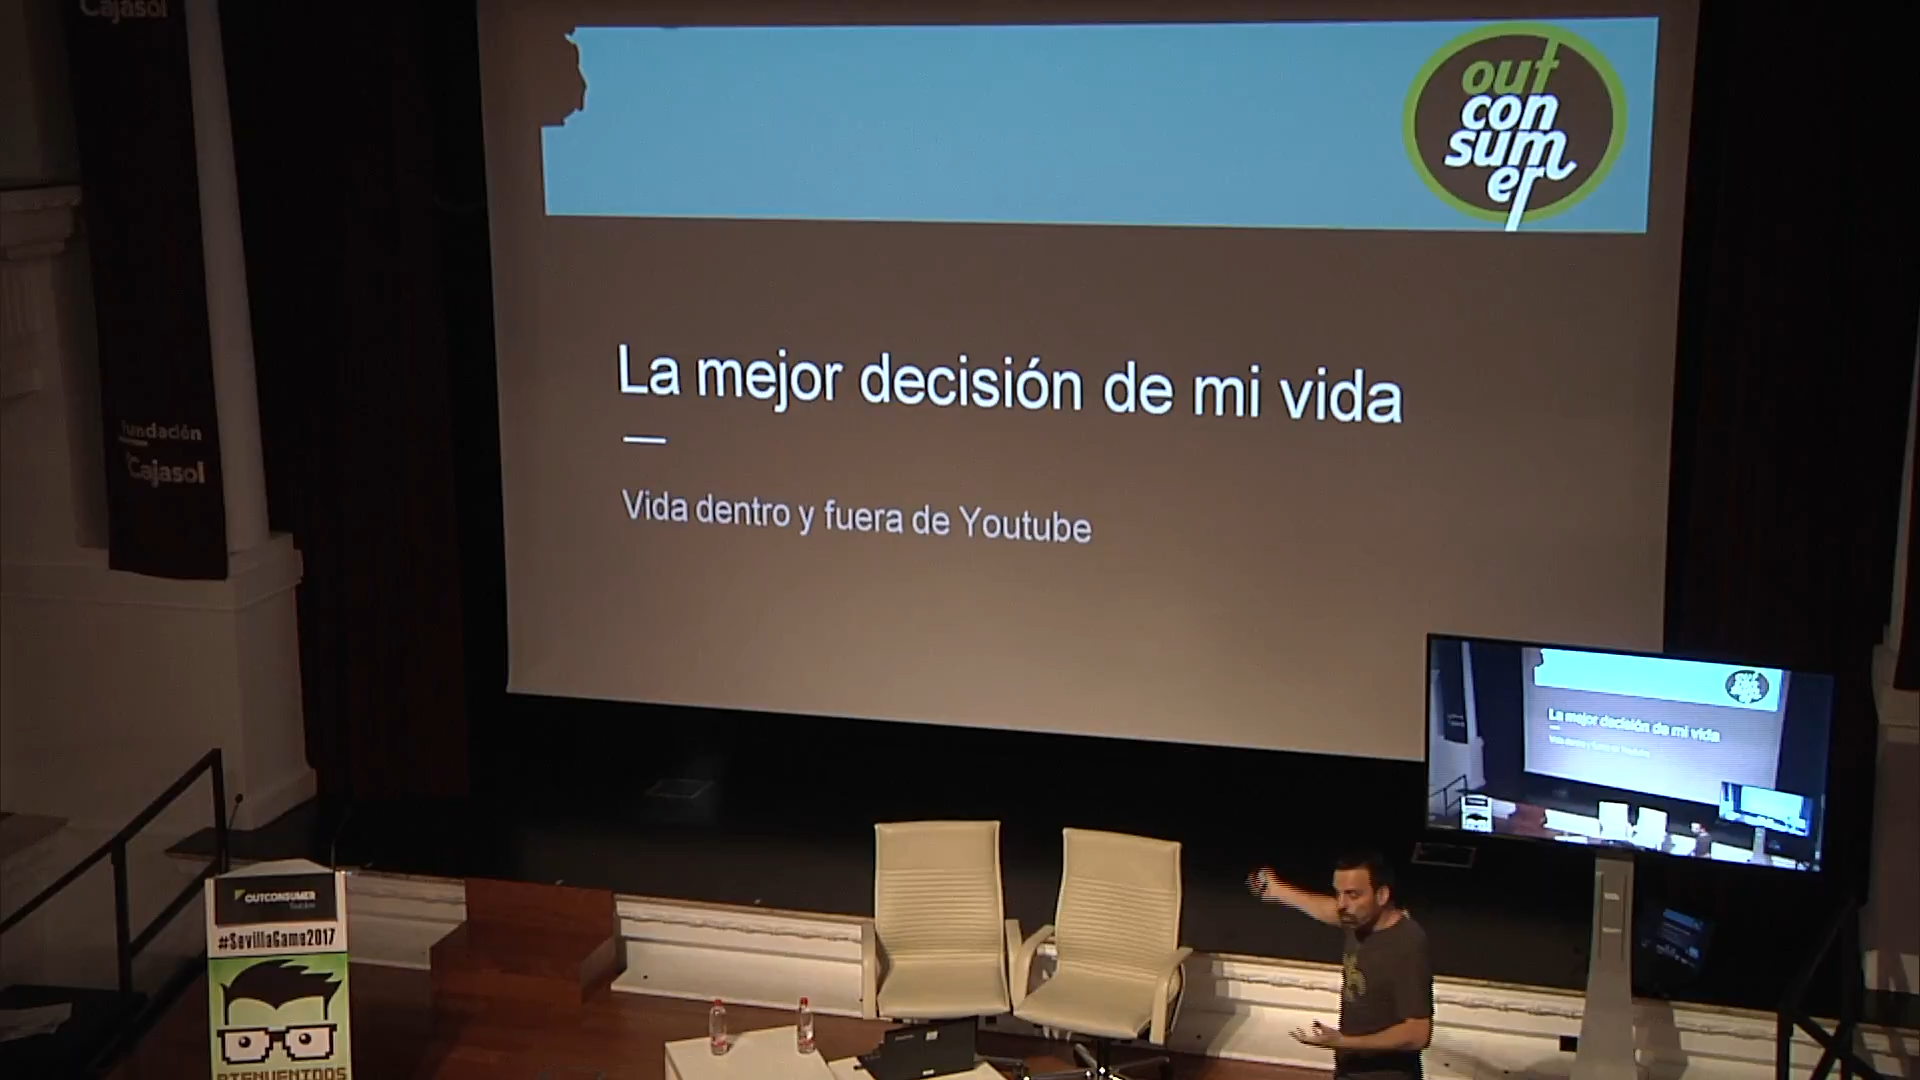 Cajasol
out
con
sum
er
La mejor decisión de mi vida
Vida dentro y fuera de Youtube
fundación
Cajasol
La mejor decisión de mi vida
OUTCONSUMER
#SevillaGame2017
BIENVENIDOS